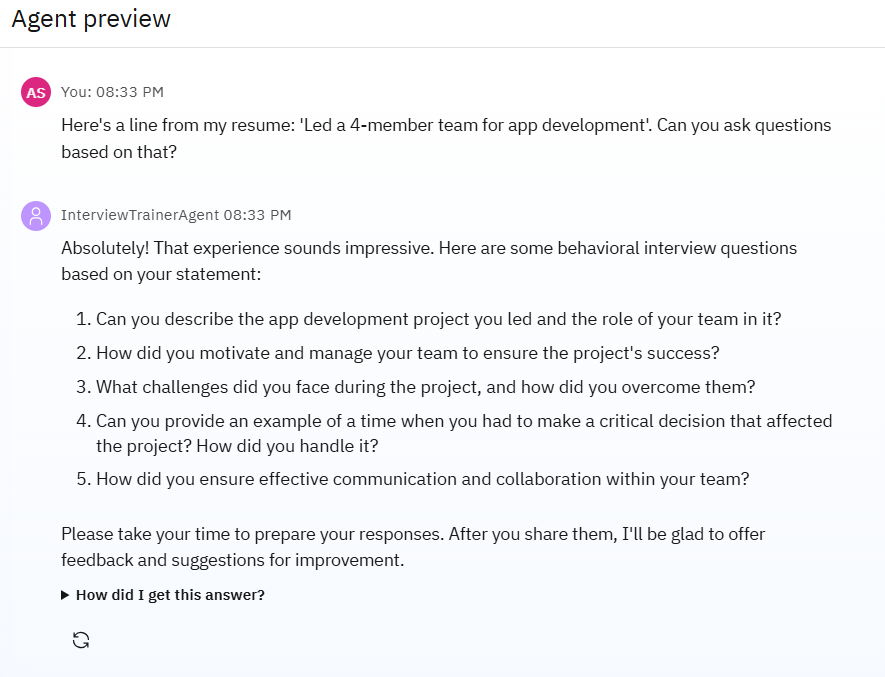 Agent preview
AS
You: 08:33 PM
Here's a line from my resume: 'Led a 4-member team for app development'. Can you ask questions
based on that?
InterviewTrainerAgent 08:33 PM
Absolutely! That experience sounds impressive. Here are some behavioral interview questions
based on your statement:
1. Can you describe the app development project you led and the role of your team in it?
2. How did you motivate and manage your team to ensure the project's success?
3. What challenges did you face during the project, and how did you overcome them?
4. Can you provide an example of a time when you had to make a critical decision that affected
the project? How did you handle it?
5. How did you ensure effective communication and collaboration within your team?
Please take your time to prepare your responses. After you share them, I'll be glad to offer
feedback and suggestions for improvement.
How did I get this answer?